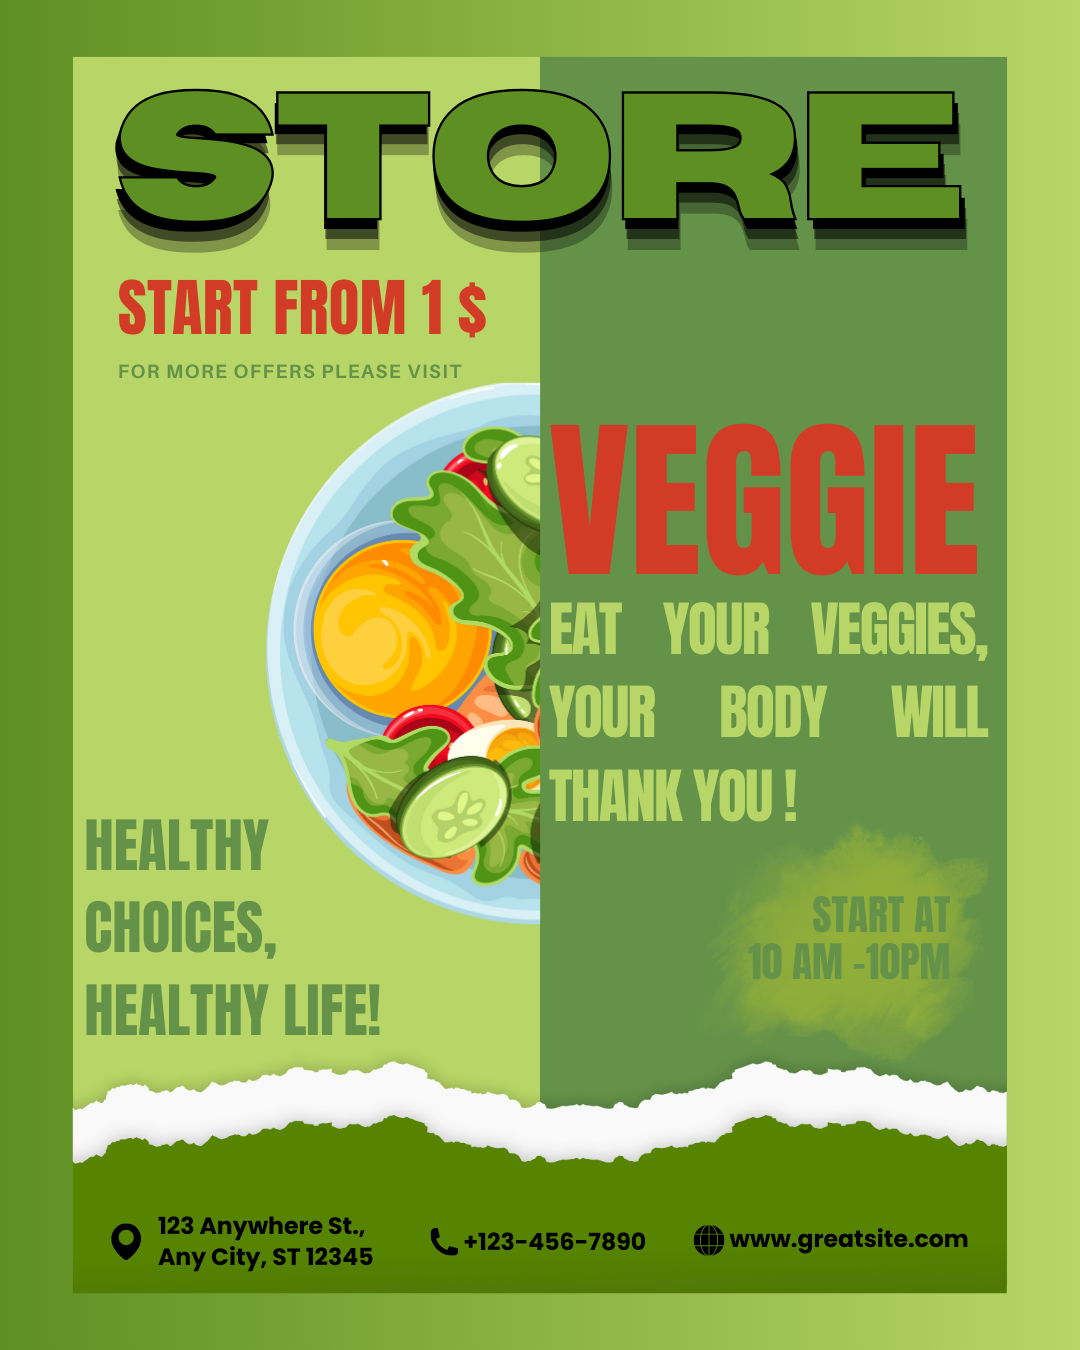 STORE
START FROM 1 $
FOR MORE OFFERS PLEASE VISIT
VEGGIE
EAT YOUR VEGGIES,
YOUR BODY WILL
THANK YOU !
HEALTHY
CHOICES,
HEALTHY LIFE!
START AT
10 AM -10PM
123 Anywhere St.,
Any City, ST 12345
+123-456-7890
www.greatsite.com